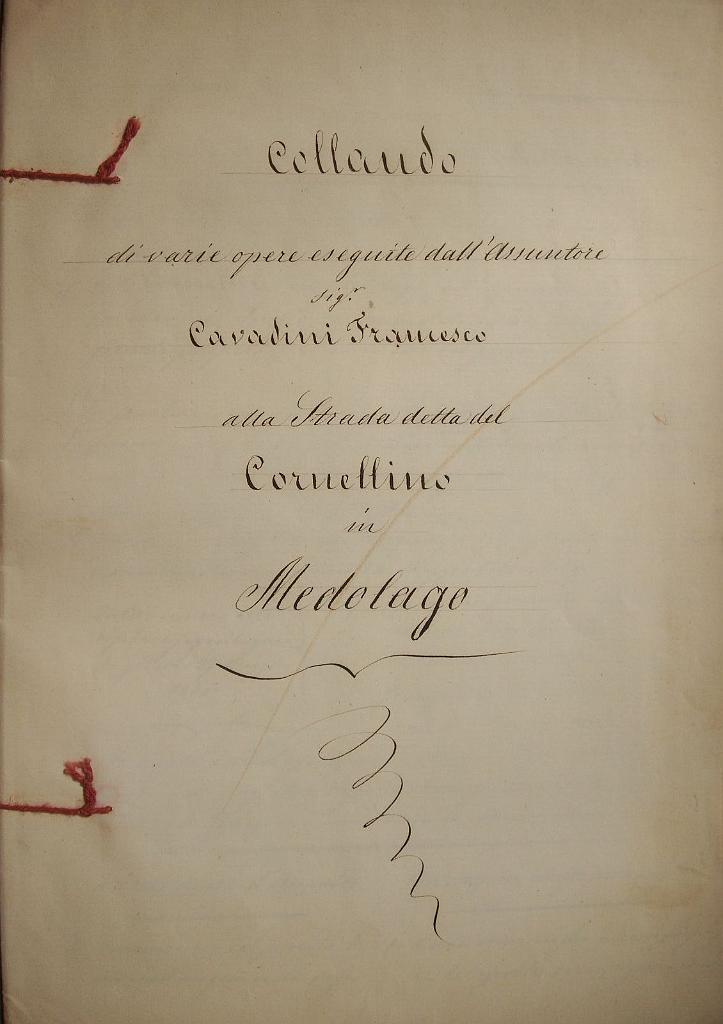 Collaudo
di varie opere eseguite dall'Assuntore
sig.r
Cavadini Francesco
alla Strada detta del
Cornellino
in
Medolago